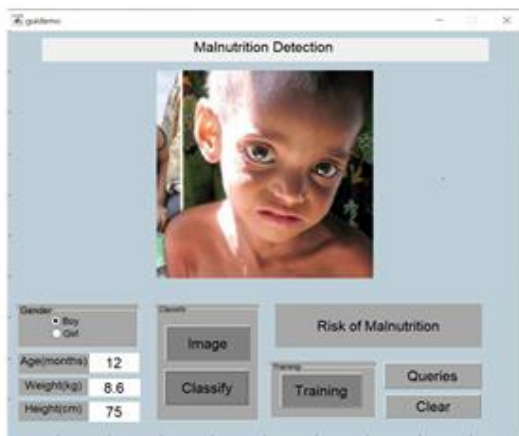 guidemo
Malnutrition Detection
Gender
Boy
Girl
Age(months) 12
Weight(kg) 8.6
Height(cm) 75
Classify
Image
Classify
Risk of Malnutrition
Training
Training
Queries
Clear